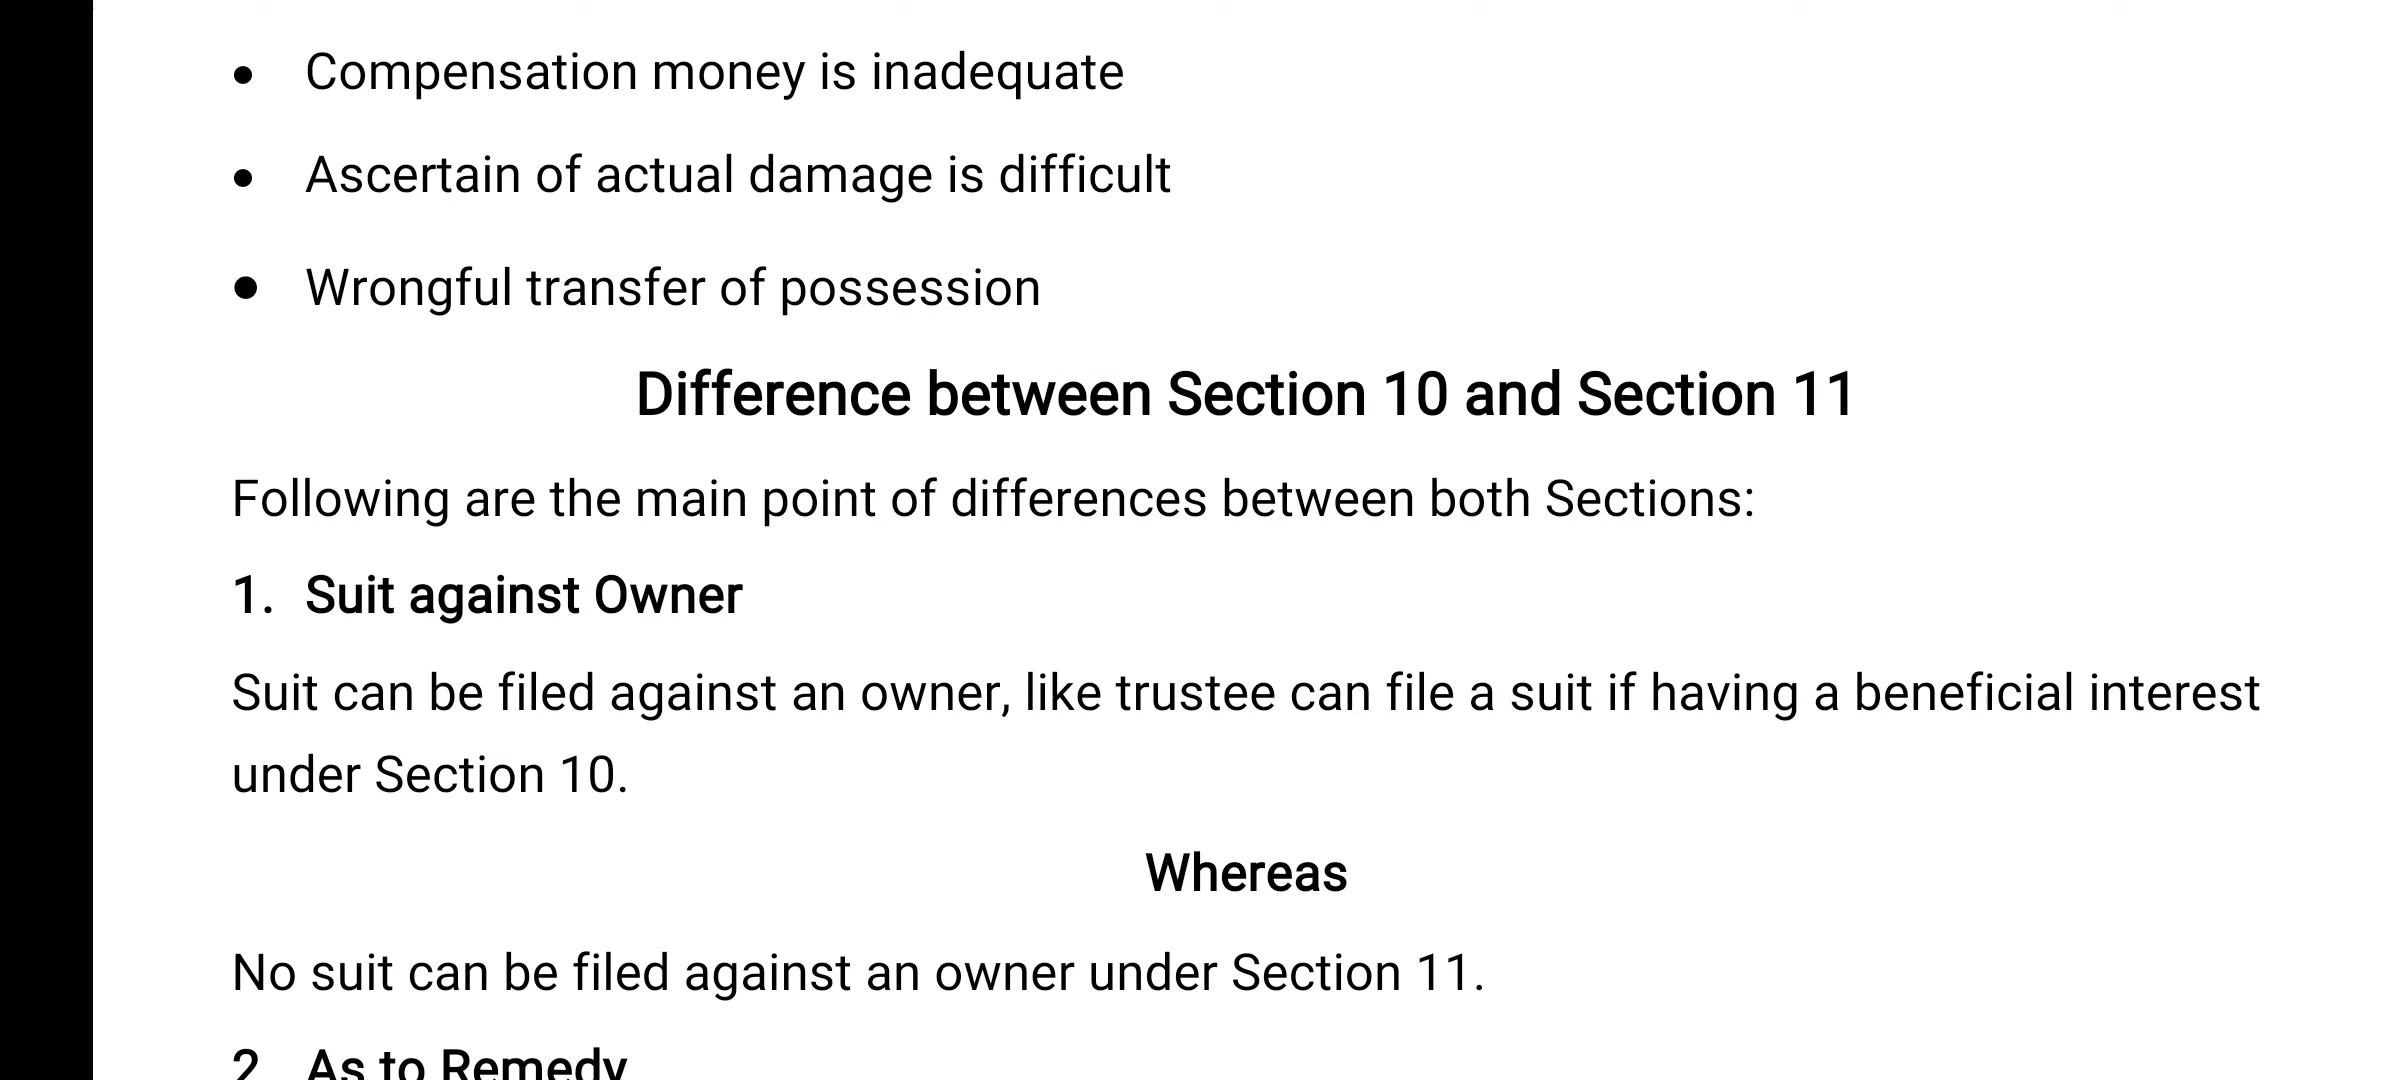 • Compensation money is inadequate
• Ascertain of actual damage is difficult
• Wrongful transfer of possession
Difference between Section 10 and Section 11
Following are the main point of differences between both Sections:
1. Suit against Owner
Suit can be filed against an owner, like trustee can file a suit if having a beneficial interest
under Section 10.
Whereas
No suit can be filed against an owner under Section 11.
2 As to Remedy